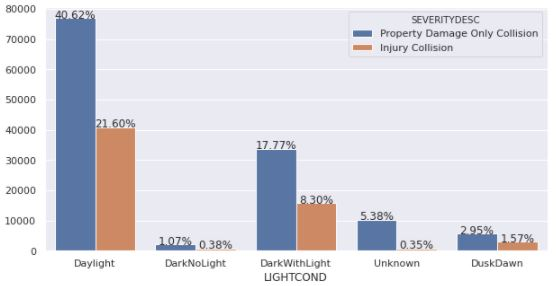 80000
70000
60000
50000
40000
30000
20000
10000
0
SEVERITYDESC
Property Damage Only Collision
Injury Collision
40.62%
21.60%
1.07%
0.38%
17.77%
8.30%
5.38%
0.35%
2.95%
1.57%
Daylight
DarkNoLight
DarkWithLight
Unknown
DuskDawn
LIGHTCOND